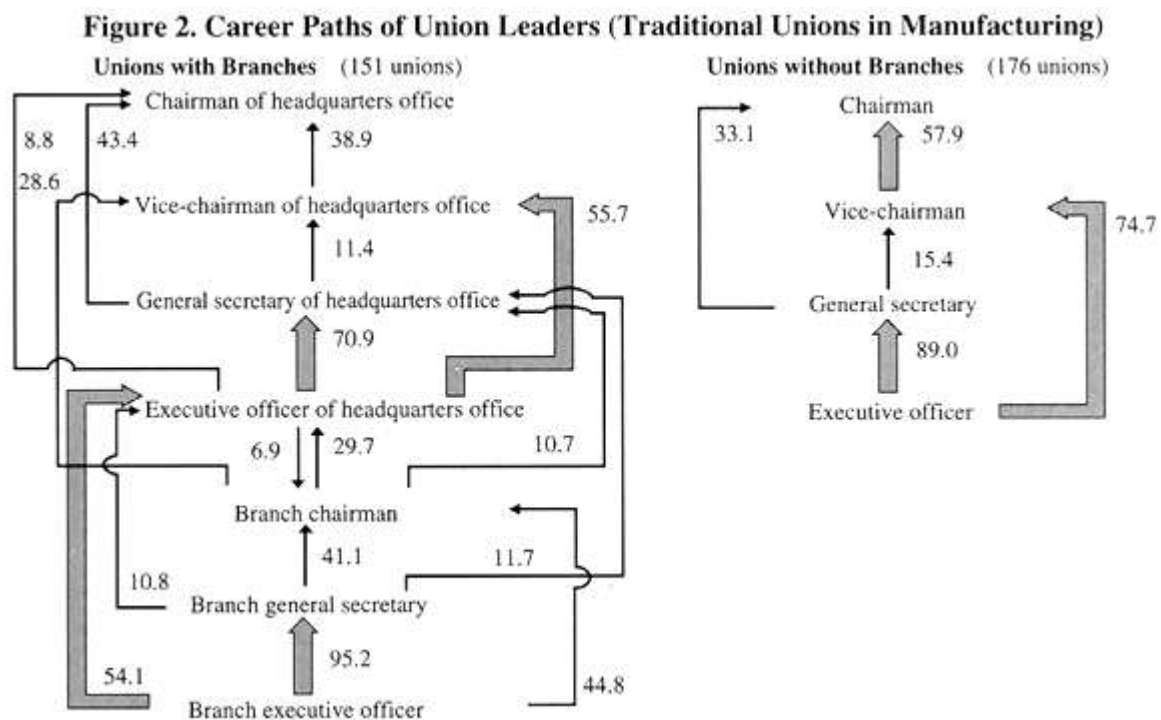 Figure 2. Career Paths of Union Leaders (Traditional Unions in Manufacturing)
Unions with Branches (151 unions)
Unions without Branches (176 unions)
Chairman of headquarters office
8.8
43.4
38.9
28.6
Vice-chairman of headquarters office
55.7
11.4
General secretary of headquarters office
70.9
Executive officer of headquarters office
6.9
29.7
10.7
Branch chairman
41.1
11.7
10.8
Branch general secretary
95.2
54.1
44.8
Branch executive officer
Chairman
33.1
57.9
Vice-chairman
74.7
15.4
General secretary
89.0
Executive officer